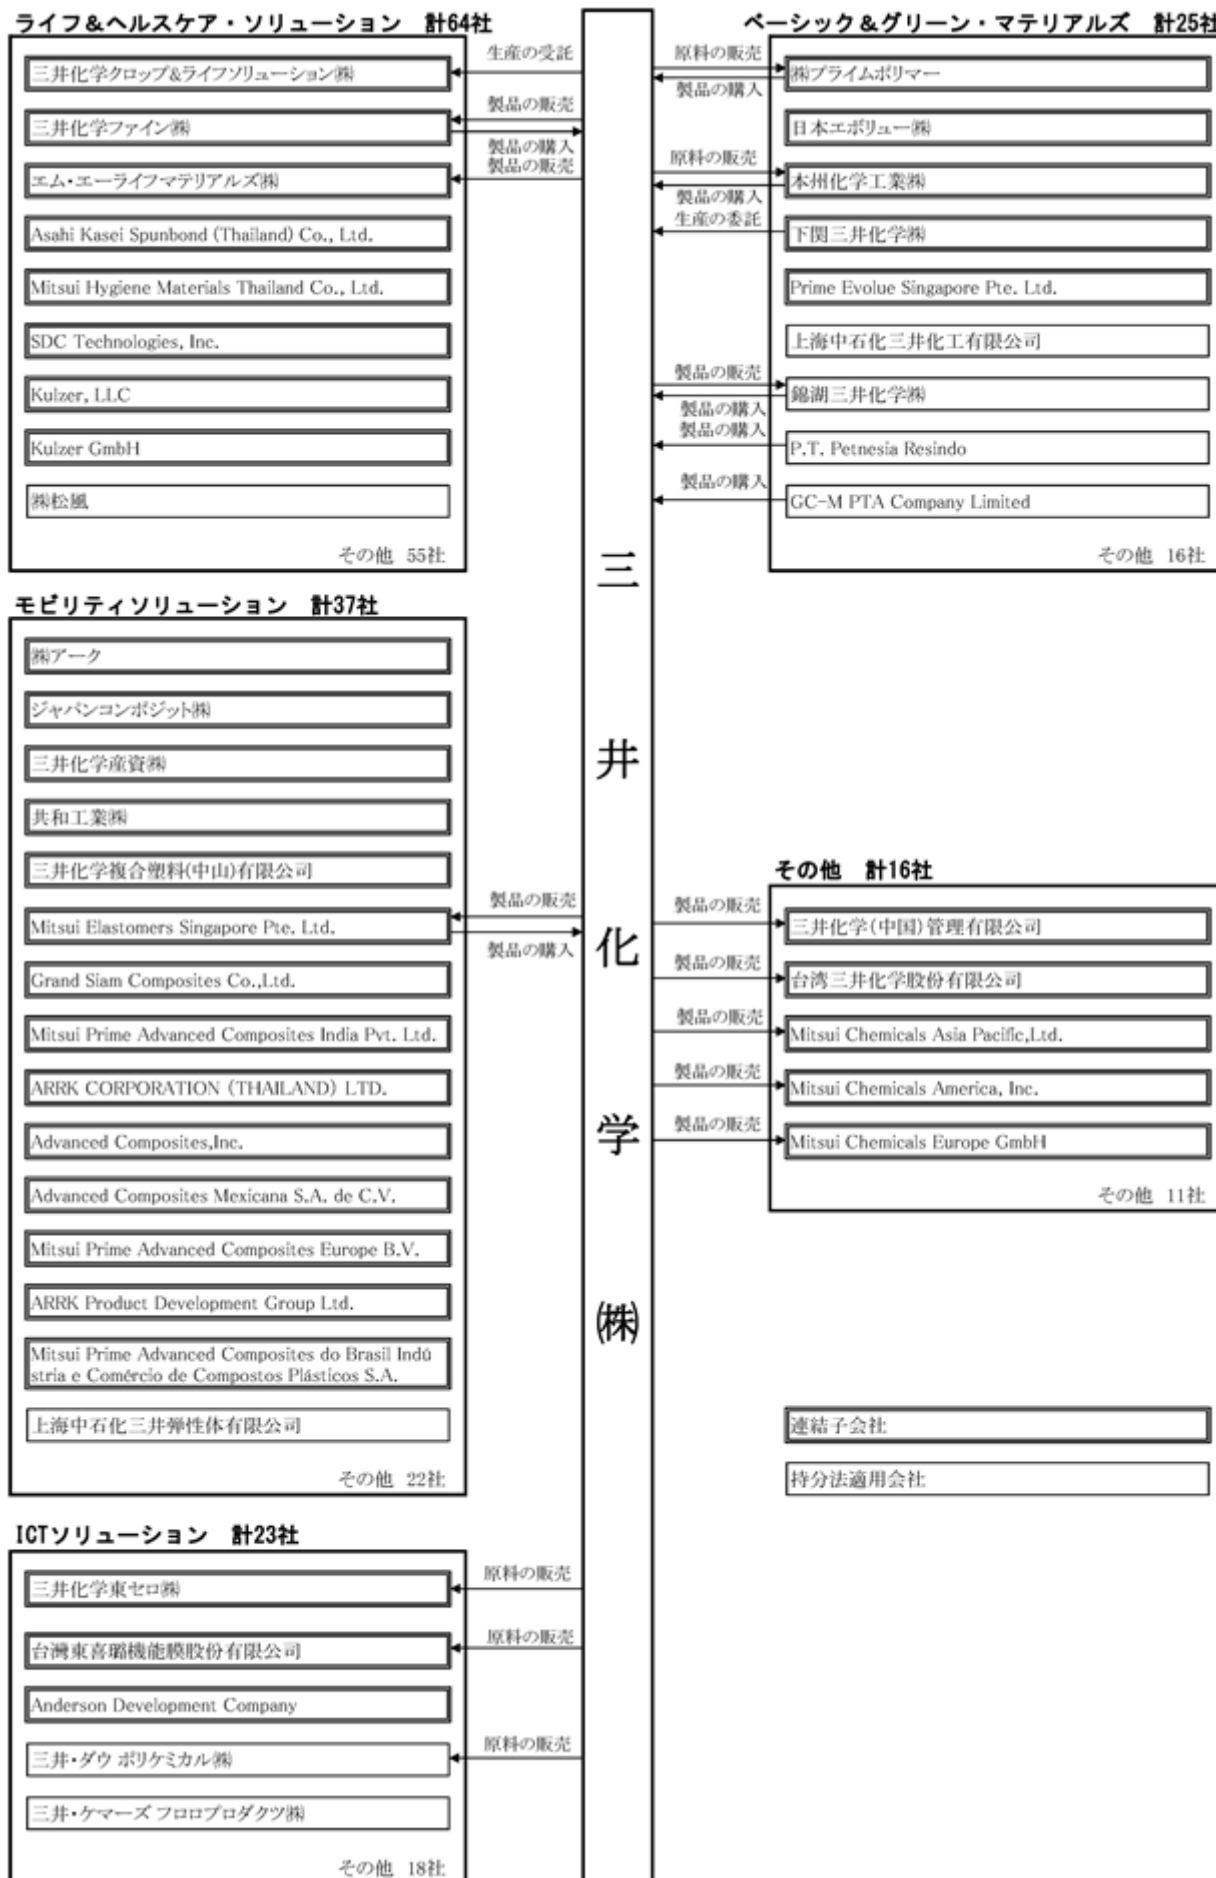 ライフ&ヘルスケア・ソリューション 計64社
三井化学クロップ&ライフソリューション㈱
生産の受託
三井化学ファイン㈱
製品の販売
製品の購入
エム・エーライフマテリアルズ㈱
製品の販売
Asahi Kasei Spunbond (Thailand) Co., Ltd.
Mitsui Hygiene Materials Thailand Co., Ltd.
SDC Technologies, Inc.
Kulzer, LLC
Kulzer GmbH
㈱松風
その他 55社
モビリティソリューション 計37社
㈱アーク
ジャパンコンポジット㈱
三井化学産資㈱
共和工業㈱
三井化学複合塑料(中山)有限公司
Mitsui Elastomers Singapore Pte. Ltd.
製品の販売
製品の購入
Grand Siam Composites Co.,Ltd.
Mitsui Prime Advanced Composites India Pvt. Ltd.
ARRK CORPORATION (THAILAND) LTD.
Advanced Composites,Inc.
Advanced Composites Mexicana S.A. de C.V.
Mitsui Prime Advanced Composites Europe B.V.
ARRK Product Development Group Ltd.
Mitsui Prime Advanced Composites do Brasil Indú
stria e Comércio de Compostos Plásticos S.A.
上海中石化三井弾性体有限公司
その他 22社
ICTソリューション 計23社
三井化学東セロ㈱
原料の販売
台灣東喜璐機能膜股份有限公司
原料の販売
Anderson Development Company
三井・ダウ ポリケミカル㈱
原料の販売
三井・ケマーズ フロロプロダクツ㈱
その他 18社
三井化学㈱
ベーシック&グリーン・マテリアルズ 計25社
原料の販売
㈱プライムポリマー
製品の購入
日本エボリュー㈱
原料の販売
本州化学工業㈱
製品の購入
生産の委託
下関三井化学㈱
Prime Evolue Singapore Pte. Ltd.
上海中石化三井化工有限公司
製品の販売
錦湖三井化学㈱
製品の購入
製品の購入
P.T. Petnesia Resindo
製品の購入
GC-M PTA Company Limited
その他 16社
その他 計16社
製品の販売
三井化学(中国)管理有限公司
製品の販売
台湾三井化学股份有限公司
製品の販売
Mitsui Chemicals Asia Pacific,Ltd.
製品の販売
Mitsui Chemicals America, Inc.
製品の販売
Mitsui Chemicals Europe GmbH
その他 11社
連結子会社
持分法適用会社